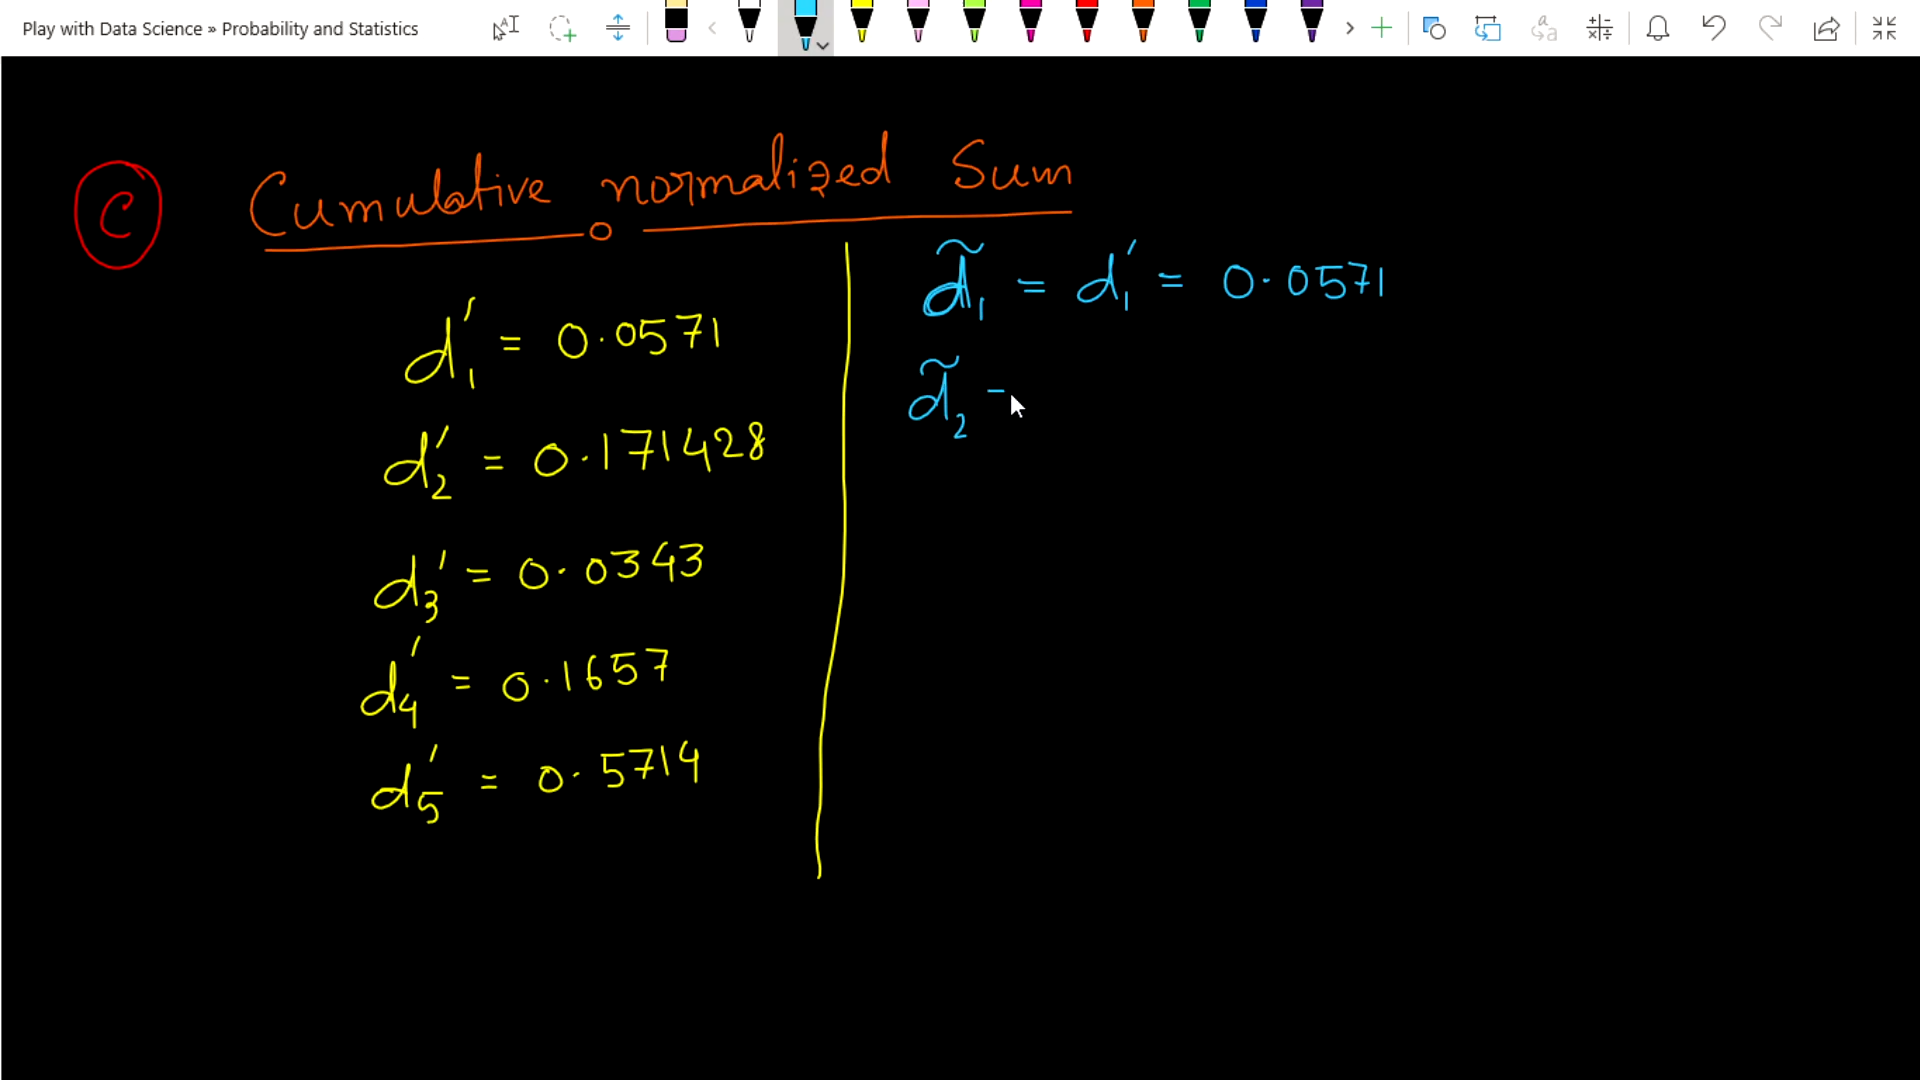 Play with Data Science » Probability and Statistics
C Cumulative normalized Sum
d₁' = 0.0571
d₂' = 0.171428
d₃' = 0.0343
d₄' = 0.1657
d₅' = 0.5714
d̃₁ = d₁' = 0.0571
d̃₂ -